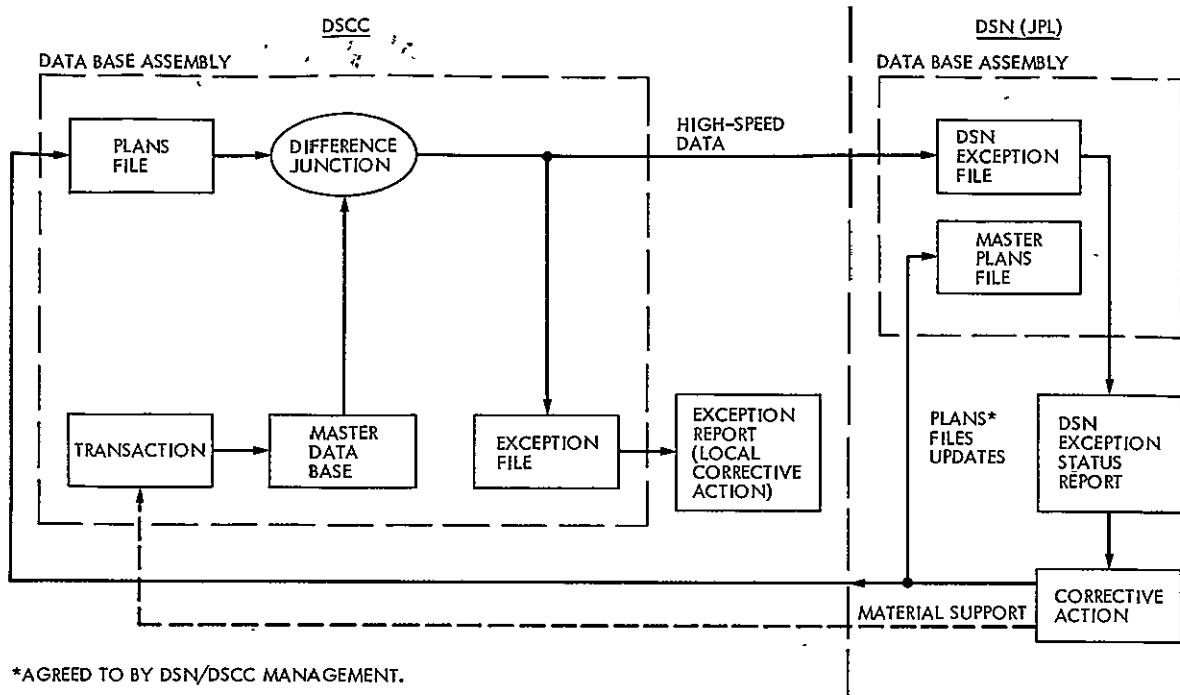 DSCC
DSN (JPL)
DATA BASE ASSEMBLY
DATA BASE ASSEMBLY
PLANS
FILE
DIFFERENCE
JUNCTION
HIGH-SPEED
DATA
DSN
EXCEPTION
FILE
MASTER
PLANS
FILE
TRANSACTION
MASTER
DATA
BASE
EXCEPTION
FILE
EXCEPTION
REPORT
(LOCAL
CORRECTIVE
ACTION)
PLANS*
FILES
UPDATES
DSN
EXCEPTION
STATUS
REPORT
CORRECTIVE
ACTION
MATERIAL SUPPORT
*AGREED TO BY DSN/DSCC MANAGEMENT.